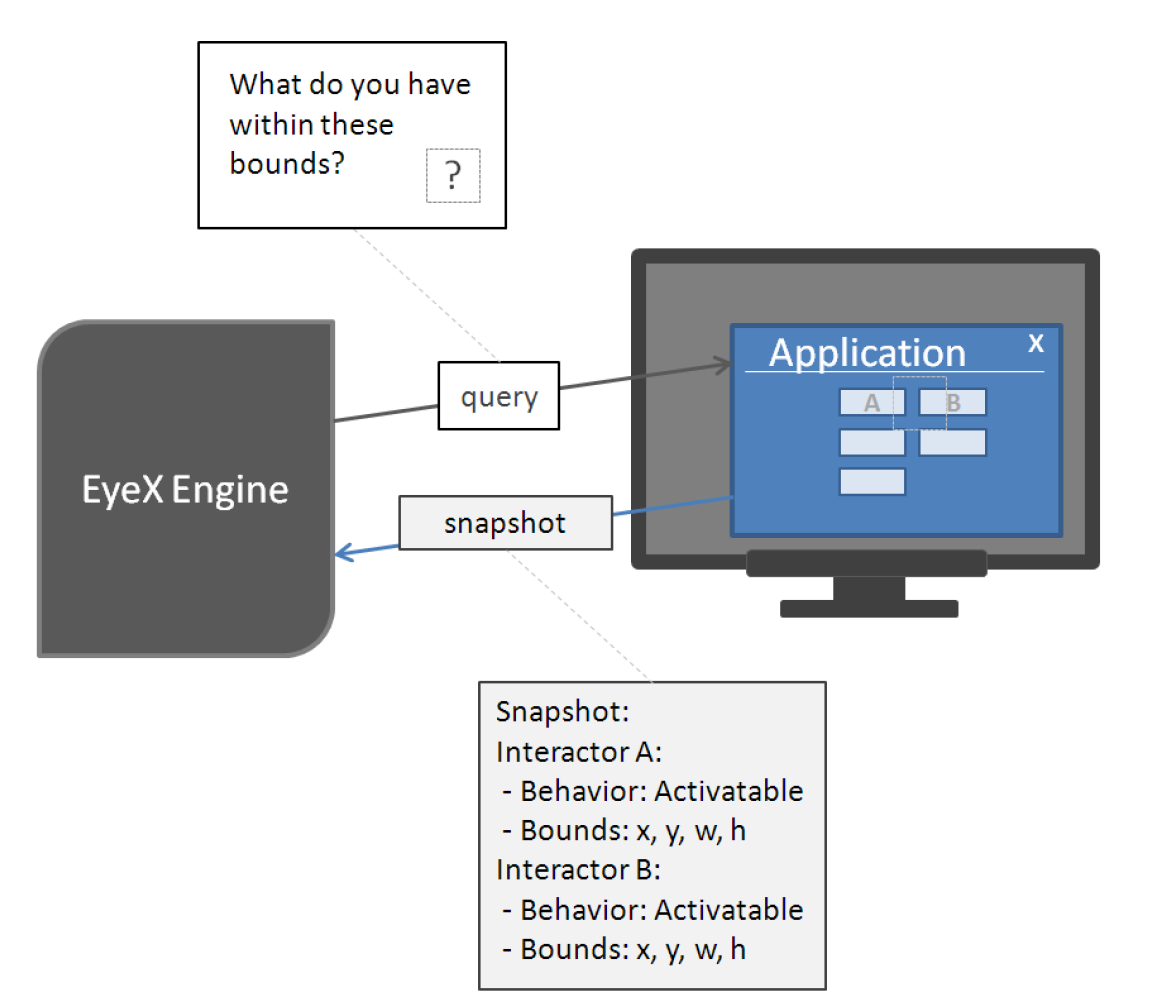 What do you have
within these
bounds?
?
Application
X
query
A
B
EyeX Engine
snapshot
Snapshot:
Interactor A:
- Behavior: Activatable
- Bounds: x, y, w, h
Interactor B:
- Behavior: Activatable
- Bounds: x, y, w, h